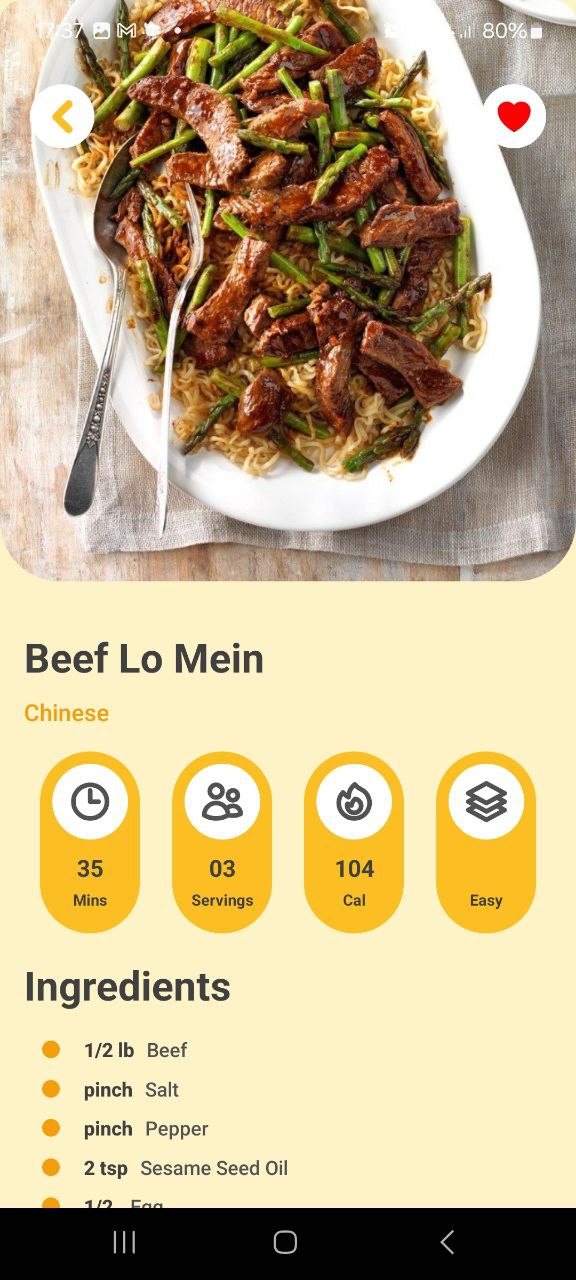 17:37 80%
Beef Lo Mein
Chinese
35 03 104
Mins Servings Cal Easy
Ingredients
1/2 lb Beef
pinch Salt
pinch Pepper
2 tsp Sesame Seed Oil
1/2 Egg